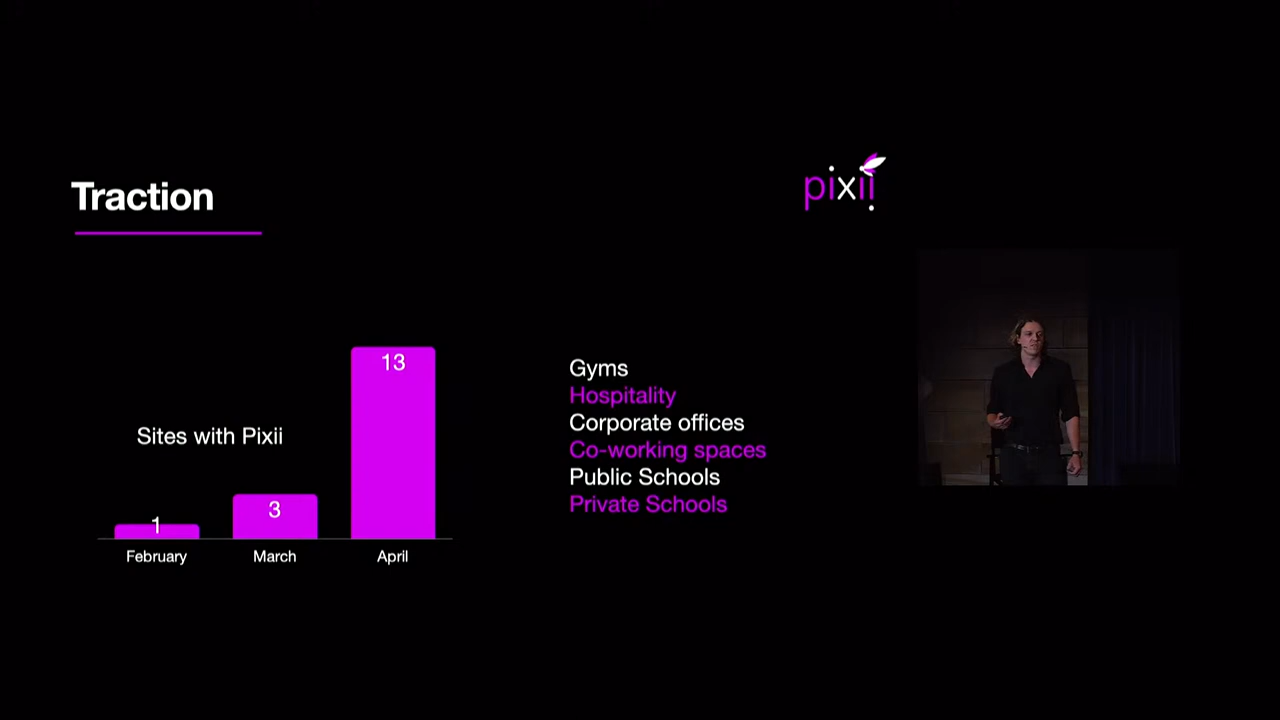 Traction
pixii
13
Sites with Pixii
3
1
February
March
April
Gyms
Hospitality
Corporate offices
Co-working spaces
Public Schools
Private Schools